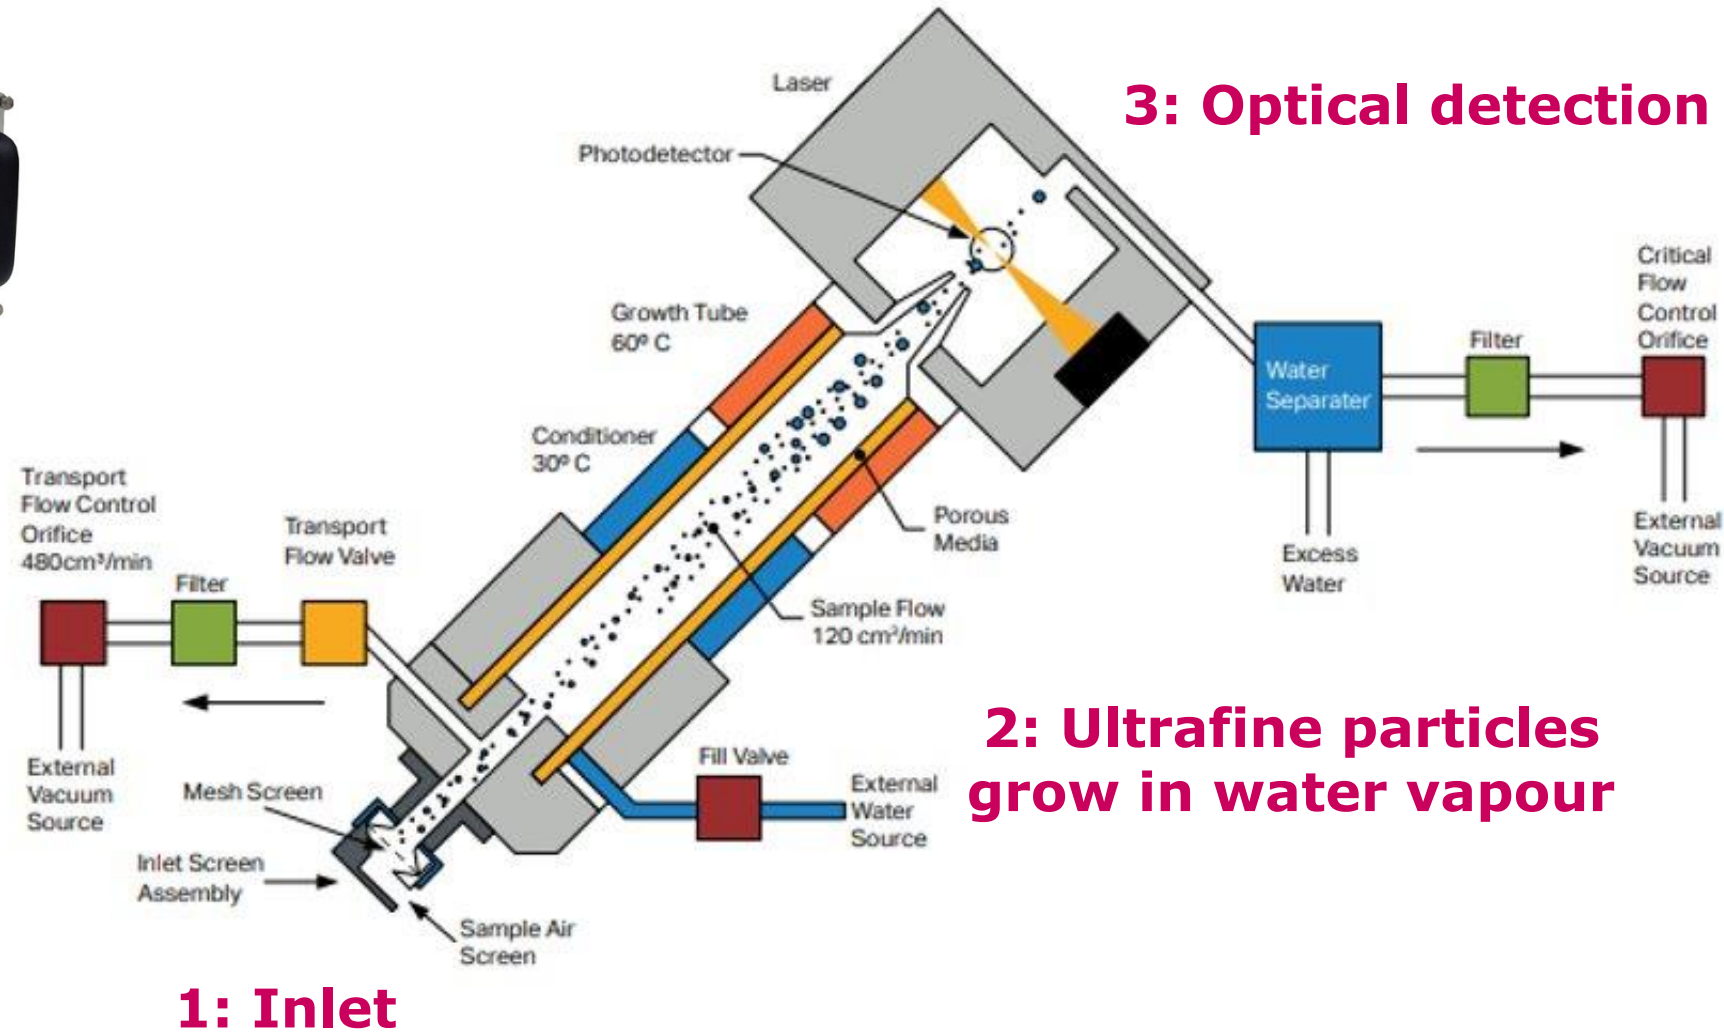 Laser
3: Optical detection
Photodetector
Growth Tube
60º C
Conditioner
30º C
Critical
Flow
Control
Orifice
Filter
Water
Separater
Excess
Water
External
Vacuum
Source
Porous
Media
Sample Flow
120 cm³/min
Transport
Flow Control
Orifice
480cm³/min
Transport
Flow Valve
Filter
External
Vacuum
Source
Mesh Screen
Inlet Screen
Assembly
Sample Air
Screen
Fill Valve
External
Water
Source
2: Ultrafine particles
grow in water vapour
1: Inlet